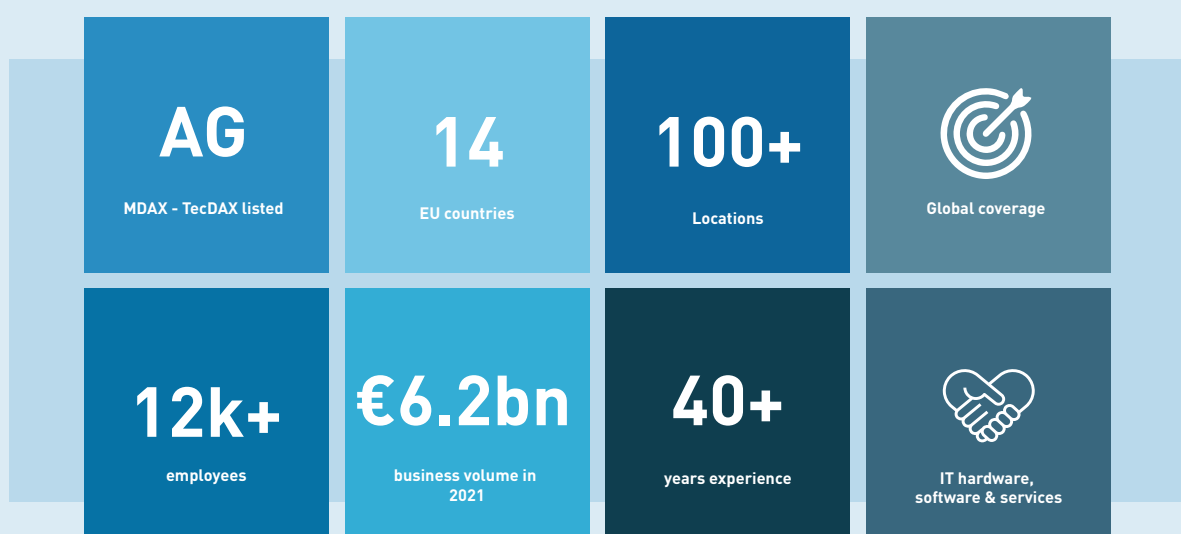 AG
MDAX - TecDAX listed
14
EU countries
100+
Locations
Global coverage
12k+
employees
€6.2bn
business volume in
2021
40+
years experience
IT hardware,
software & services